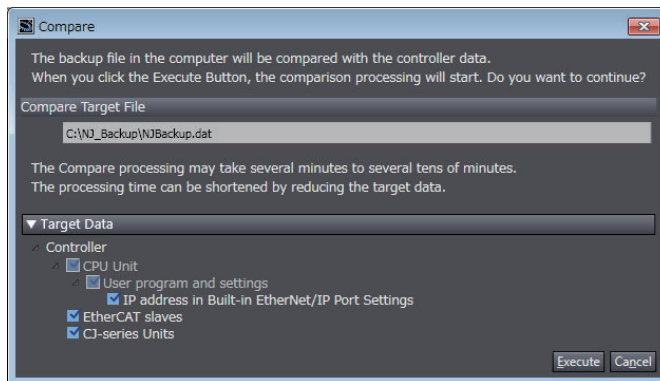 Compare
The backup file in the computer will be compared with the controller data.
When you click the Execute Button, the comparison processing will start. Do you want to continue?
Compare Target File
C:\NJ_Backup\NJBackup.dat
The Compare processing may take several minutes to several tens of minutes.
The processing time can be shortened by reducing the target data.
Target Data
Controller
CPU Unit
User program and settings
IP address in Built-in EtherNet/IP Port Settings
EtherCAT slaves
CJ-series Units
Execute Cancel